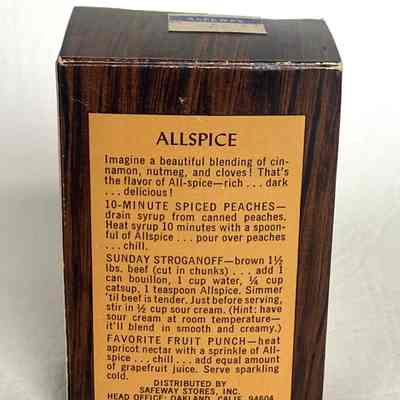 SAFEWAY
ALLSPICE
Imagine a beautiful blending of cin-
namon, nutmeg, and cloves! That's
the flavor of All-spice—rich . . . dark
. . . delicious!
10-MINUTE SPICED PEACHES—
drain syrup from canned peaches.
Heat syrup 10 minutes with a spoon-
ful of Allspice . . . pour over peaches
. . . chill.
SUNDAY STROGANOFF—brown 1½
lbs. beef (cut in chunks) . . . add 1
can bouillon, 1 cup water, ¼ cup
catsup, 1 teaspoon Allspice. Simmer
'til beef is tender. Just before serving,
stir in ½ cup sour cream. (Hint: have
sour cream at room temperature—
it'll blend in smooth and creamy.)
FAVORITE FRUIT PUNCH—heat
apricot nectar with a sprinkle of All-
spice . . . chill . . . add equal amount
of grapefruit juice. Serve sparkling
cold.
DISTRIBUTED BY
SAFEWAY STORES, INC.
HEAD OFFICE: OAKLAND, CALIF. 94604